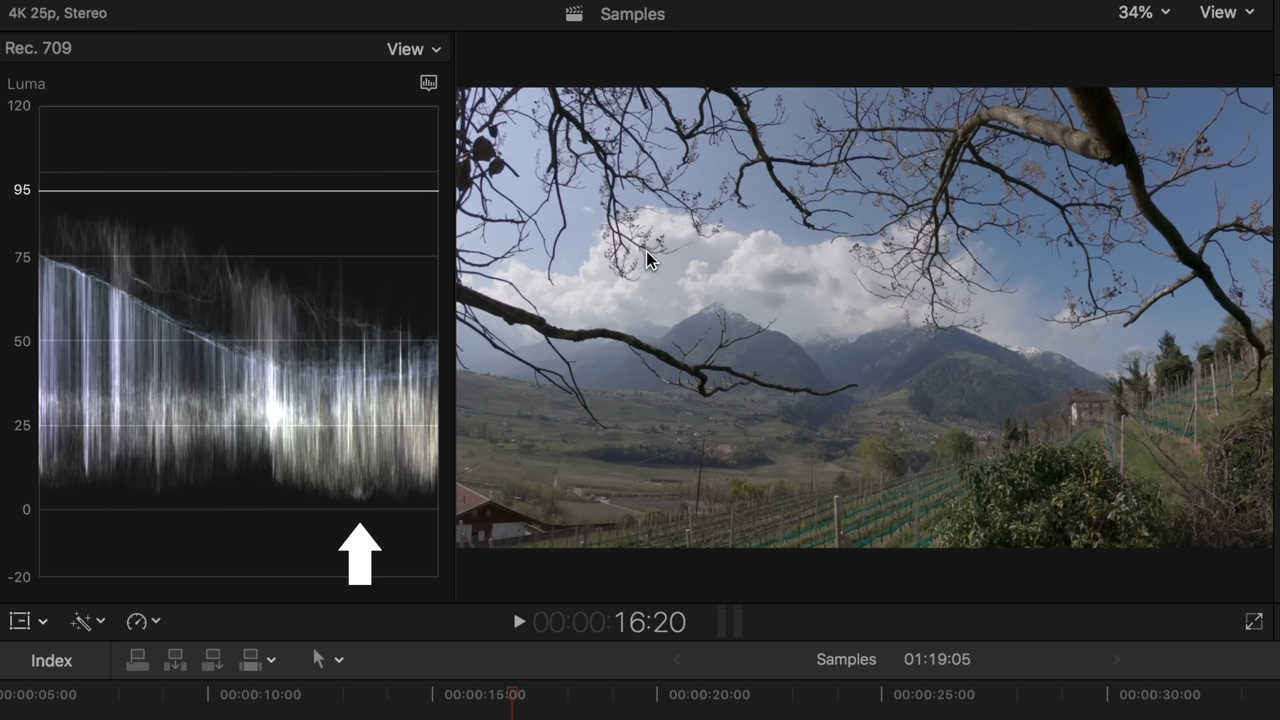 4K 25p, Stereo
Samples
34%
View
Rec. 709
View
Luma
120
95
75
50
25
0
-20
00:00:00:16:20
Index
Samples
01:19:05
00:00:05:00
00:00:10:00
00:00:15:00
00:00:20:00
00:00:25:00
00:00:30:00